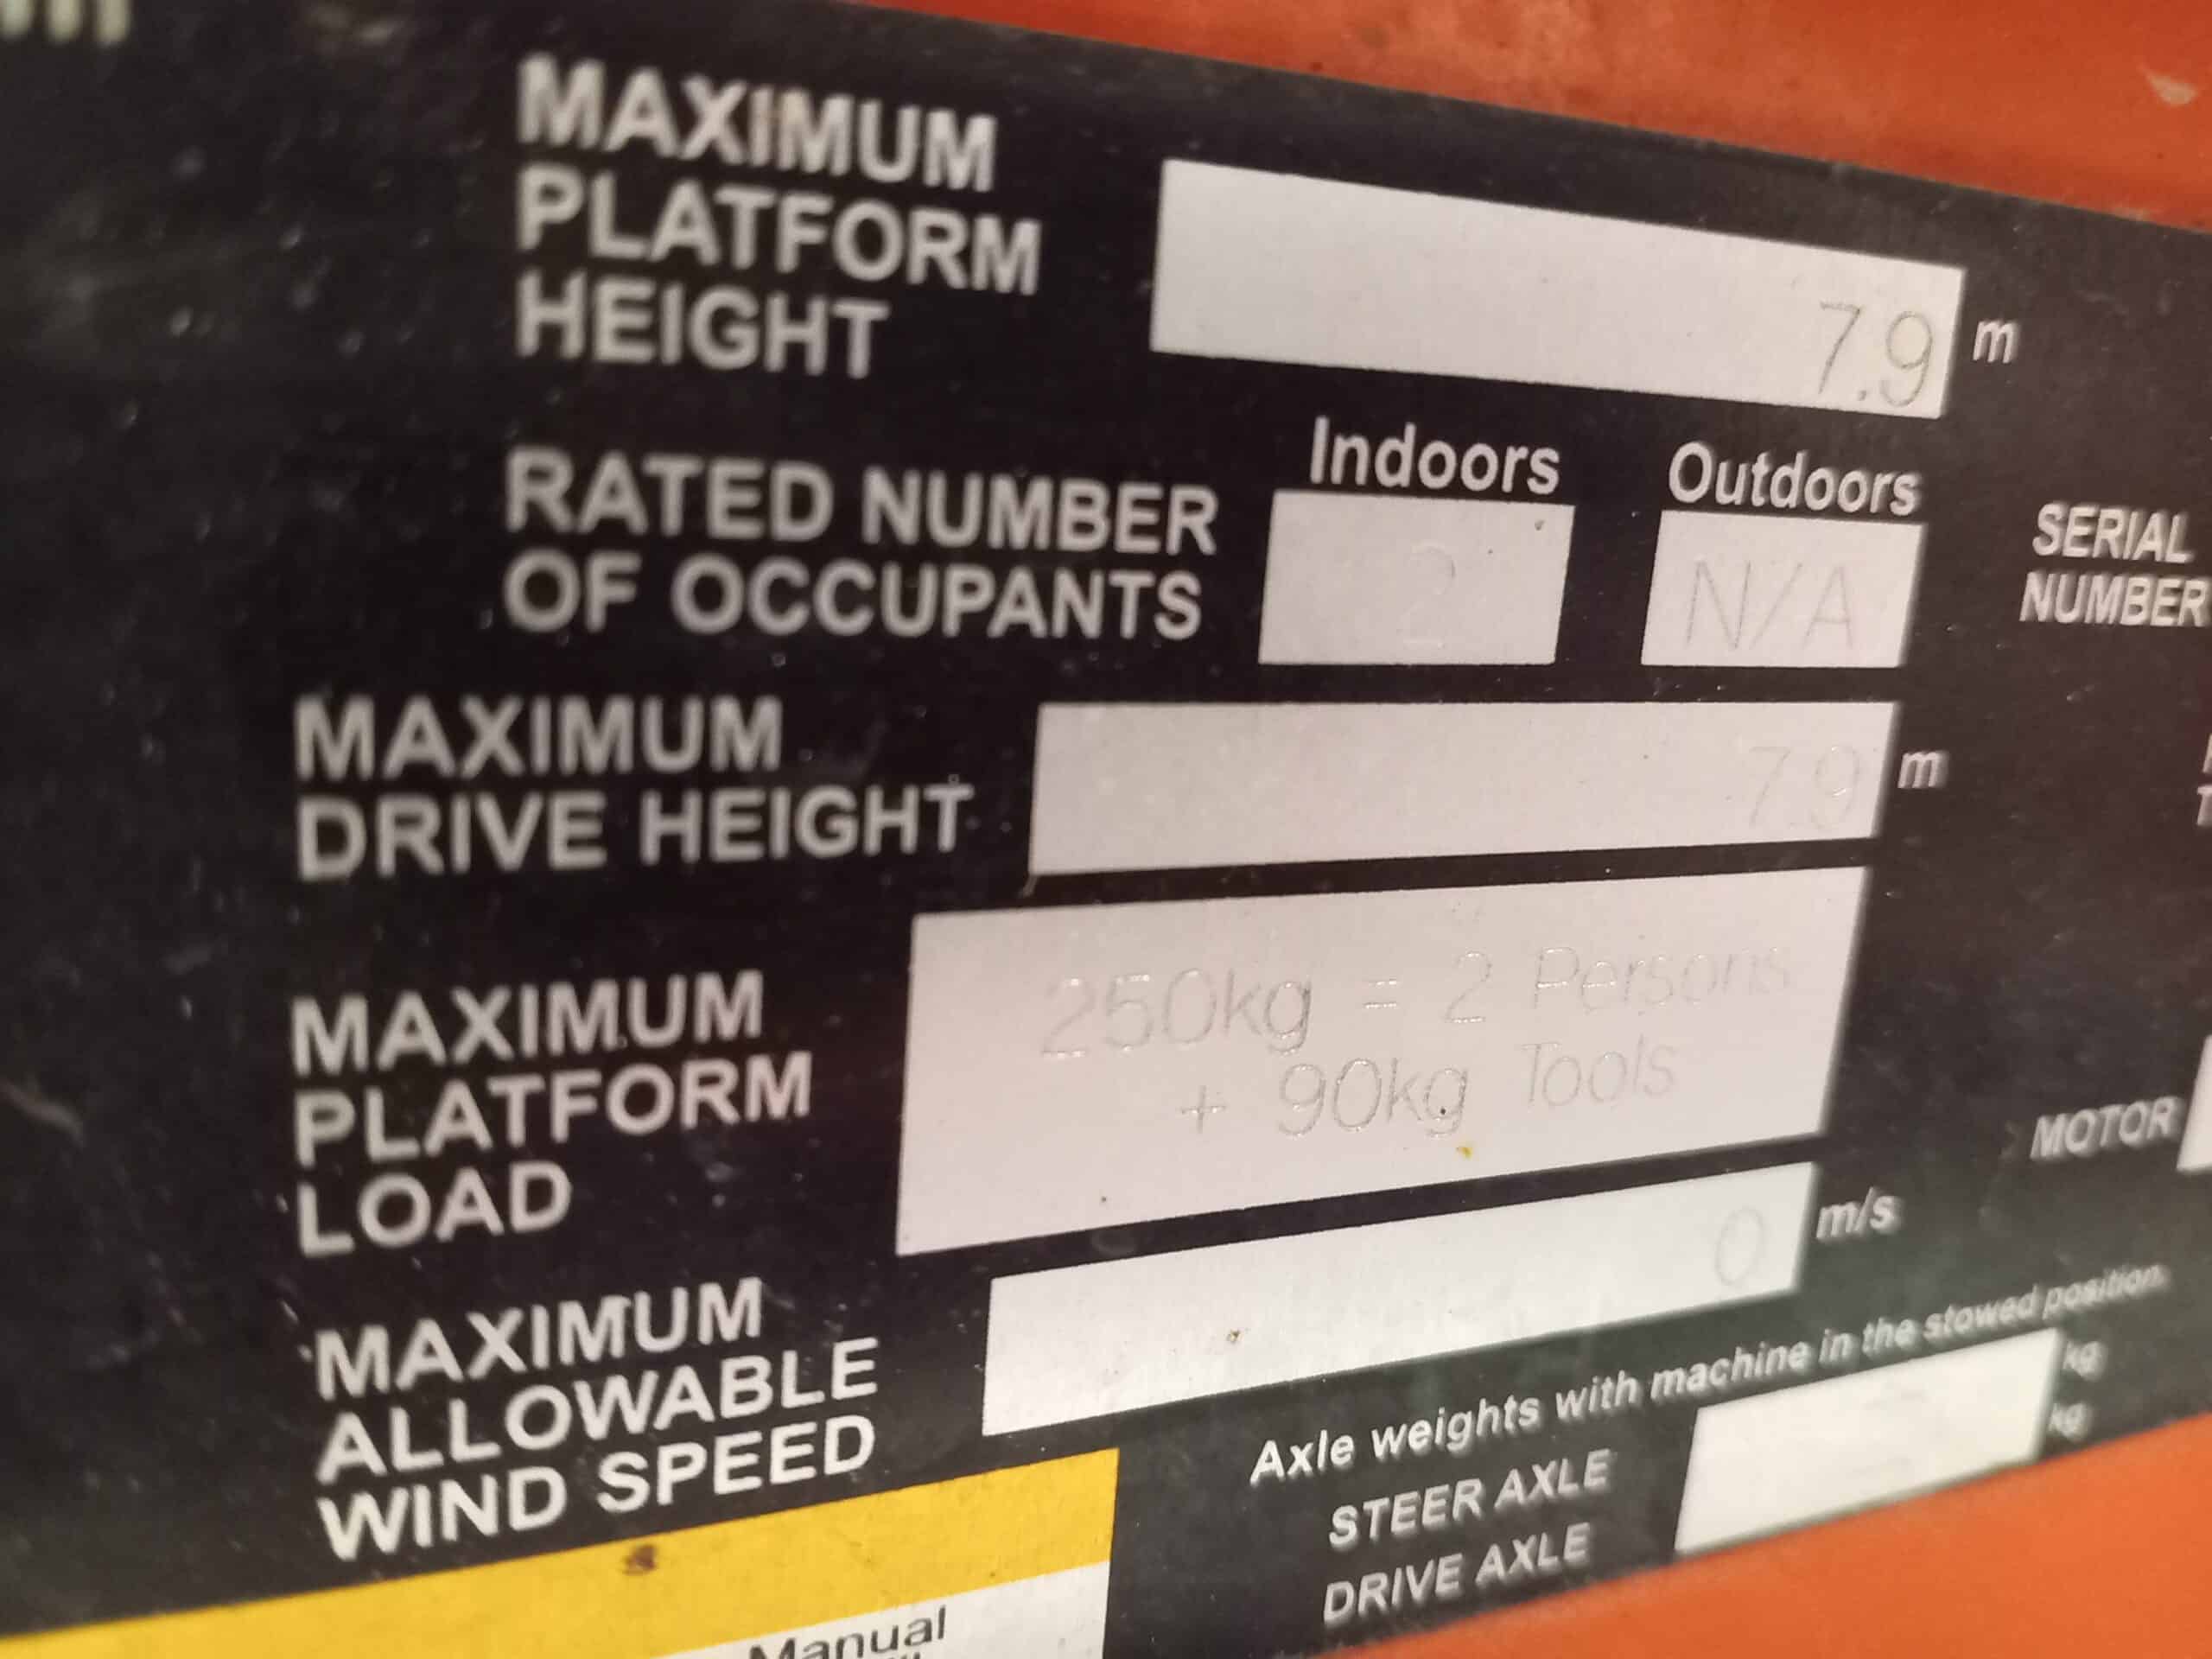 MAXIMUM
PLATFORM
HEIGHT
7.9 m
Indoors Outdoors
RATED NUMBER
OF OCCUPANTS
2 N/A
SERIAL
NUMBER
MAXIMUM
DRIVE HEIGHT
7.9 m
MAXIMUM
PLATFORM
LOAD
250kg = 2 Persons
+ 90kg Tools
MOTOR
MAXIMUM
ALLOWABLE
WIND SPEED
0 m/s
Axle weights with machine in the stowed position.
STEER AXLE kg
DRIVE AXLE kg
Manual